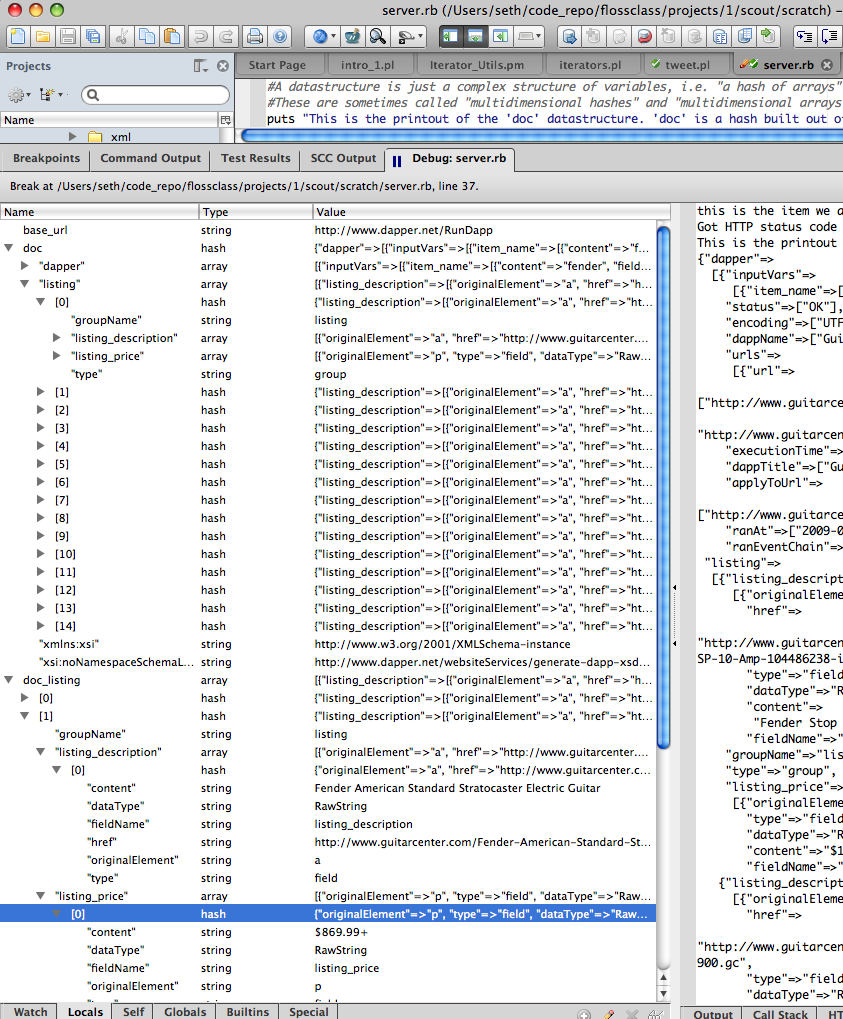 server.rb (/Users/seth/code_repo/flossclass/projects/1/scout/scratch) –
Projects
Start Page
intro_1.pl
Iterator_Utils.pm
iterators.pl
tweet.pl
server.rb
#A datastructure is just a complex structure of variables, i.e. "a hash of arrays"
#These are sometimes called "multidimensional hashes" and "multidimensional arrays
puts "This is the printout of the 'doc' datastructure. 'doc' is a hash built out of
Name
xml
Breakpoints
Command Output
Test Results
SCC Output
Debug: server.rb
Break at /Users/seth/code_repo/flossclass/projects/1/scout/scratch/server.rb, line 37.
Name Type Value
base_url string http://www.dapper.net/RunDapp
doc hash {"dapper"=>[{"inputVars"=>[{"item_name"=>[{"content"=>"f...
"dapper" array [{"inputVars"=>[{"item_name"=>[{"content"=>"fender", "field...
"listing" array [{"listing_description"=>[{"originalElement"=>"a", "href"=>"h...
[0] hash {"listing_description"=>[{"originalElement"=>"a", "href"=>"ht...
"groupName" string listing
"listing_description" array [{"originalElement"=>"a", "href"=>"http://www.guitarcenter....
"listing_price" array [{"originalElement"=>"p", "type"=>"field", "dataType"=>"Raw...
"type" string group
[1] hash {"listing_description"=>[{"originalElement"=>"a", "href"=>"ht...
[2] hash {"listing_description"=>[{"originalElement"=>"a", "href"=>"ht...
[3] hash {"listing_description"=>[{"originalElement"=>"a", "href"=>"ht...
[4] hash {"listing_description"=>[{"originalElement"=>"a", "href"=>"ht...
[5] hash {"listing_description"=>[{"originalElement"=>"a", "href"=>"ht...
[6] hash {"listing_description"=>[{"originalElement"=>"a", "href"=>"ht...
[7] hash {"listing_description"=>[{"originalElement"=>"a", "href"=>"ht...
[8] hash {"listing_description"=>[{"originalElement"=>"a", "href"=>"ht...
[9] hash {"listing_description"=>[{"originalElement"=>"a", "href"=>"ht...
[10] hash {"listing_description"=>[{"originalElement"=>"a", "href"=>"ht...
[11] hash {"listing_description"=>[{"originalElement"=>"a", "href"=>"ht...
[12] hash {"listing_description"=>[{"originalElement"=>"a", "href"=>"ht...
[13] hash {"listing_description"=>[{"originalElement"=>"a", "href"=>"ht...
[14] hash {"listing_description"=>[{"originalElement"=>"a", "href"=>"ht...
"xmlns:xsi" string http://www.w3.org/2001/XMLSchema-instance
"xsi:noNamespaceSchemaL... string http://www.dapper.net/websiteServices/generate-dapp-xsd...
doc_listing array [{"listing_description"=>[{"originalElement"=>"a", "href"=>"h...
[0] hash {"listing_description"=>[{"originalElement"=>"a", "href"=>"ht...
[1] hash {"listing_description"=>[{"originalElement"=>"a", "href"=>"ht...
"groupName" string listing
"listing_description" array [{"originalElement"=>"a", "href"=>"http://www.guitarcenter....
[0] hash {"originalElement"=>"a", "href"=>"http://www.guitarcenter.c...
"content" string Fender American Standard Stratocaster Electric Guitar
"dataType" string RawString
"fieldName" string listing_description
"href" string http://www.guitarcenter.com/Fender-American-Standard-St...
"originalElement" string a
"type" string field
"listing_price" array [{"originalElement"=>"p", "type"=>"field", "dataType"=>"Raw...
[0] hash {"originalElement"=>"p", "type"=>"field", "dataType"=>"Raw...
"content" string $869.99+
"dataType" string RawString
"fieldName" string listing_price
"originalElement" string p
this is the item we a
Got HTTP status code
This is the printout
{"dapper"=>
[{"inputVars"=>
[{"item_name"=>[
"status"=>["OK"],
"encoding"=>["UTF
"dappName"=>["Gui
"urls"=>
[{"url"=>
["http://www.guitarcen
"http://www.guitarcen
"executionTime"=>
"dappTitle"=>["Gu
"applyToUrl"=>
["http://www.guitarcen
"ranAt"=>["2009-0
"ranEventChain"=>
"listing"=>
[{"listing_descript
[{"originalEleme
"href"=>
"http://www.guitarcen
SP-10-Amp-104486238-i
"type"=>"field
"dataType"=>"R
"content"=>
"Fender Stop
"fieldName"=>"
"groupName"=>"lis
"type"=>"group",
"listing_price"=>
[{"originalEleme
"type"=>"field
"dataType"=>"R
"content"=>"$1
"fieldName"=>"
{"listing_descript
[{"originalEleme
"href"=>
"http://www.guitarcen
900.gc",
"type"=>"field
"dataType"=>"R
Watch
Locals
Self
Globals
Builtins
Special
Output
Call Stack
HT